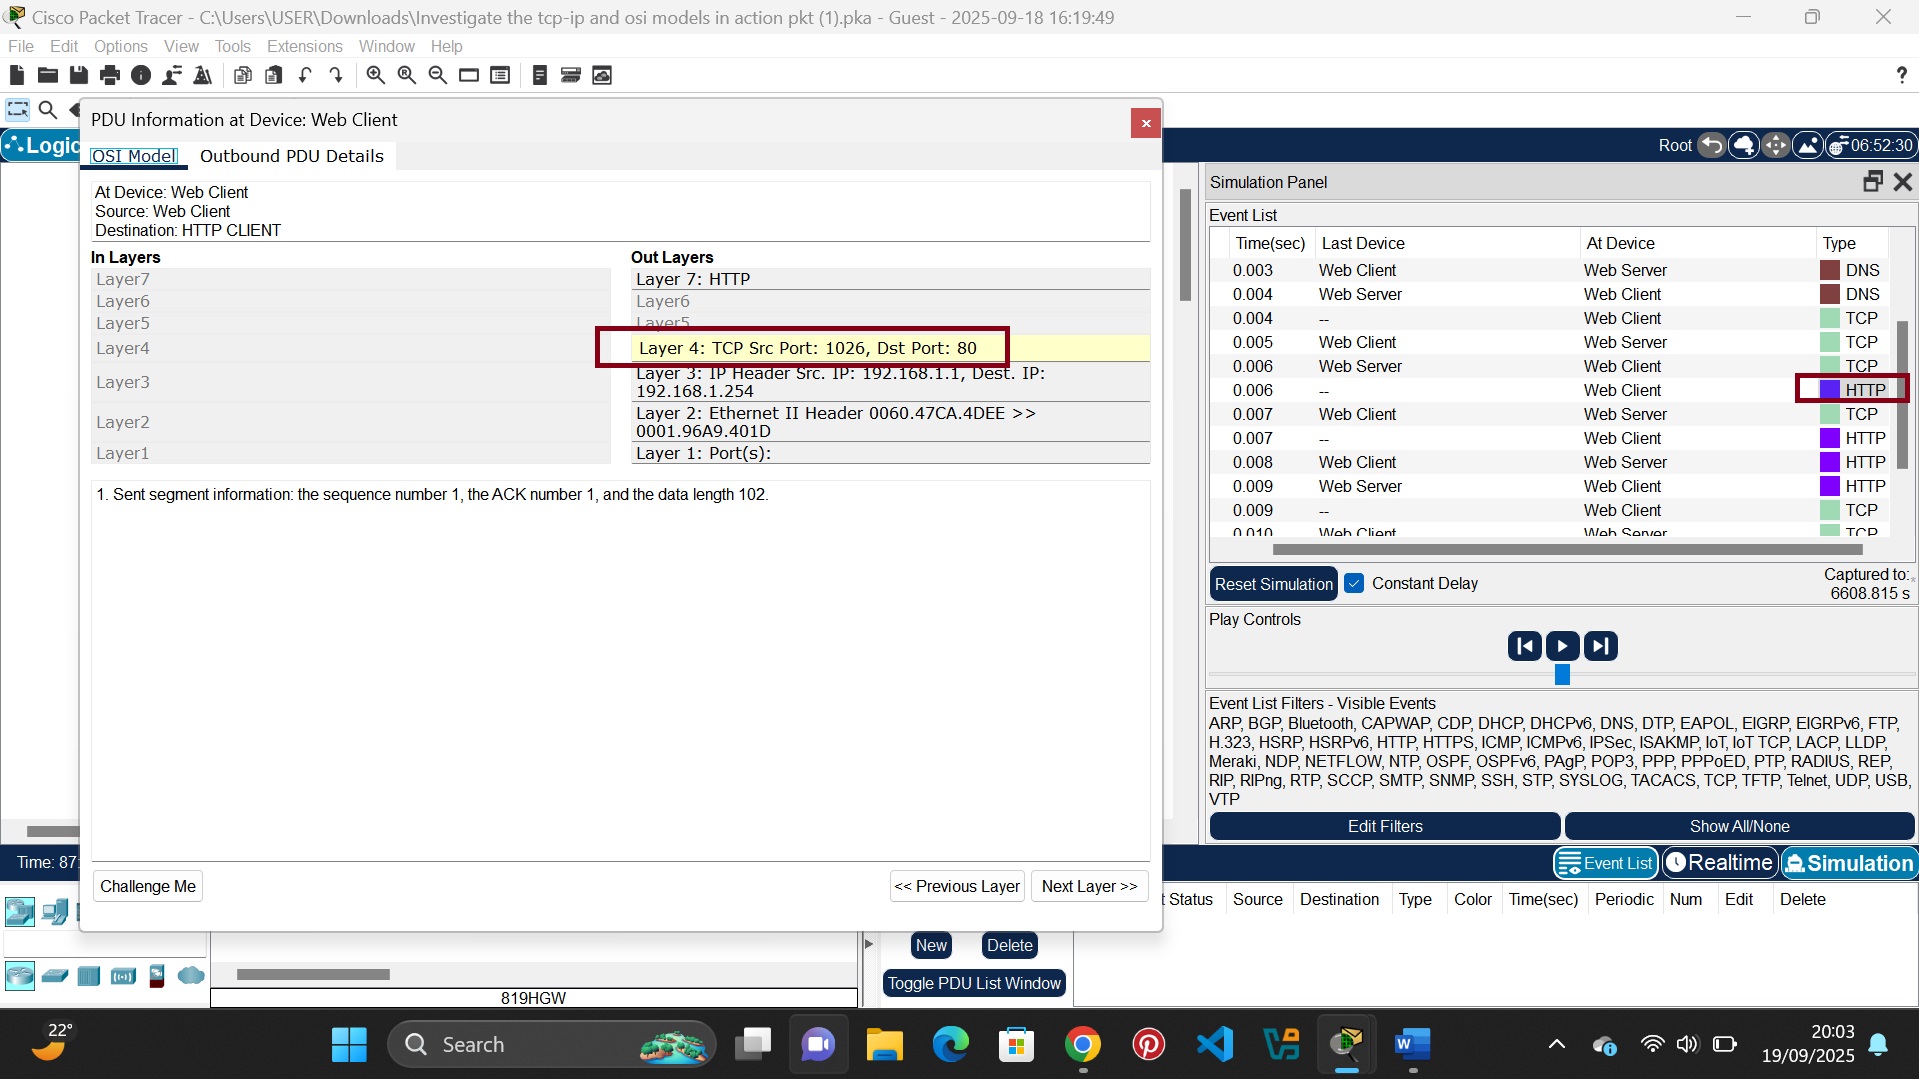 Cisco Packet Tracer - C:\Users\USER\Downloads\Investigate the tcp-ip and osi models in action pkt (1).pka - Guest - 2025-09-18 16:19:49
File Edit Options View Tools Extensions Window Help
?
PDU Information at Device: Web Client
x
Logic
Root
06:52:30
OSI Model
Outbound PDU Details
At Device: Web Client
Source: Web Client
Destination: HTTP CLIENT
In Layers
Layer7
Layer6
Layer5
Layer4
Layer3
Layer2
Layer1
Out Layers
Layer 7: HTTP
Layer6
Layer5
Layer 4: TCP Src Port: 1026, Dst Port: 80
Layer 3: IP Header Src. IP: 192.168.1.1, Dest. IP:
192.168.1.254
Layer 2: Ethernet II Header 0060.47CA.4DEE >>
0001.96A9.401D
Layer 1: Port(s):
1. Sent segment information: the sequence number 1, the ACK number 1, and the data length 102.
Challenge Me
<< Previous Layer
Next Layer >>
Simulation Panel
Event List
Time(sec) Last Device At Device Type
0.003 Web Client Web Server DNS
0.004 Web Server Web Client DNS
0.004 -- Web Client TCP
0.005 Web Client Web Server TCP
0.006 Web Server Web Client TCP
0.006 -- Web Client HTTP
0.007 Web Client Web Server TCP
0.007 -- Web Client HTTP
0.008 Web Client Web Server HTTP
0.009 Web Server Web Client HTTP
0.009 -- Web Client TCP
0.010 Web Client Web Server TCP
Reset Simulation
Constant Delay
Captured to:
6608.815 s
Play Controls
Event List Filters - Visible Events
ARP, BGP, Bluetooth, CAPWAP, CDP, DHCP, DHCPv6, DNS, DTP, EAPOL, EIGRP, EIGRPv6, FTP,
H.323, HSRP, HSRPv6, HTTP, HTTPS, ICMP, ICMPv6, IPSec, ISAKMP, IoT, IoT TCP, LACP, LLDP,
Meraki, NDP, NETFLOW, NTP, OSPF, OSPFv6, PAgP, POP3, PPP, PPPoED, PTP, RADIUS, REP,
RIP, RIPng, RTP, SCCP, SMTP, SNMP, SSH, STP, SYSLOG, TACACS, TCP, TFTP, Telnet, UDP, USB,
VTP
Edit Filters
Show All/None
Time: 87:
Event List
Realtime
Simulation
t Status Source Destination Type Color Time(sec) Periodic Num Edit Delete
New
Delete
Toggle PDU List Window
819HGW
22°
Search
W
20:03
19/09/2025